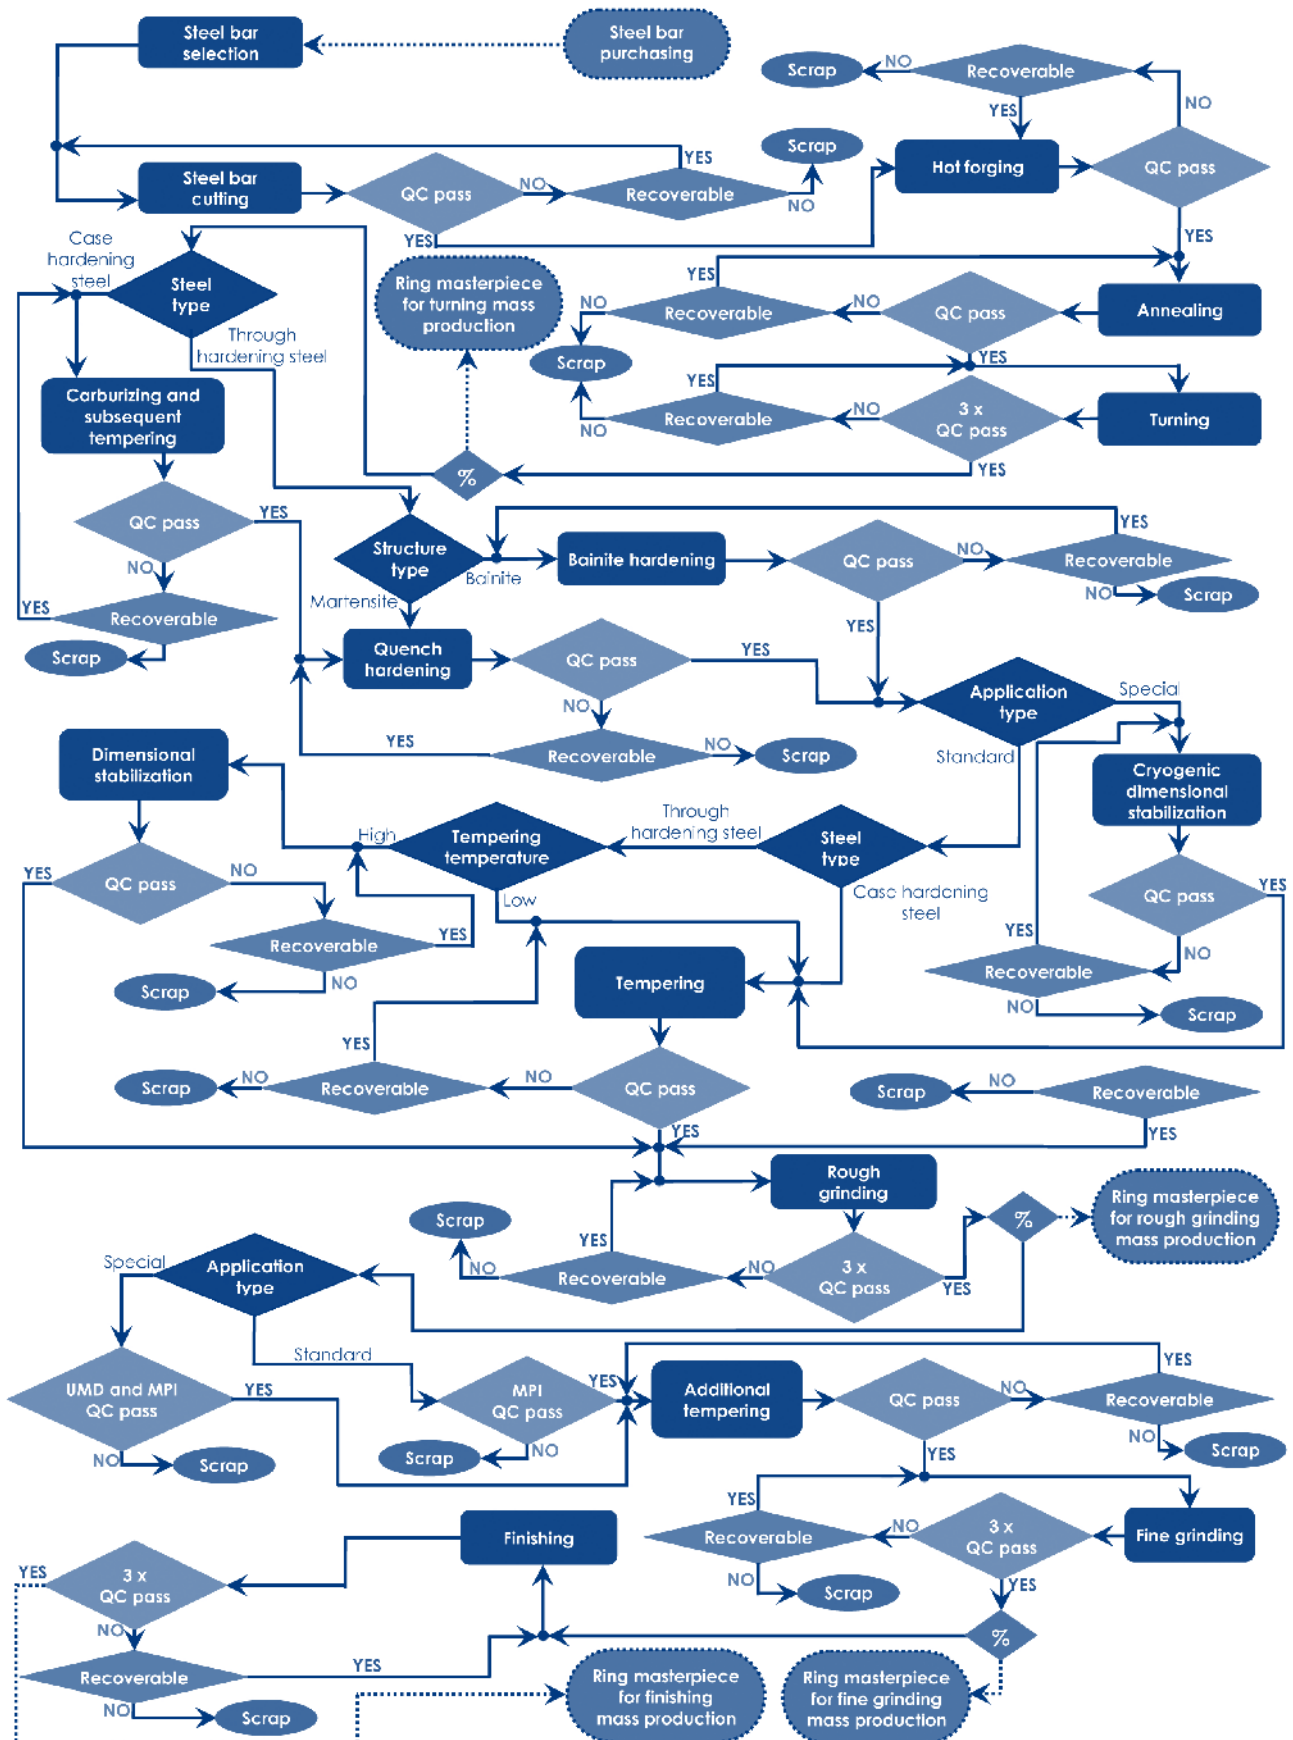 Steel bar
selection
Steel bar
purchasing
Scrap
NO
Recoverable
YES
NO
Steel bar
cutting
QC pass
NO
Recoverable
YES
NO
Scrap
YES
Hot forging
QC pass
YES
Case
hardening
steel
Steel
type
Through
hardening steel
Ring masterpiece
for turning mass
production
YES
NO
Recoverable
NO
QC pass
Annealing
Scrap
YES
YES
NO
Recoverable
NO
3 x
QC pass
Turning
YES
%
Carburizing and
subsequent
tempering
QC pass
YES
NO
YES
Recoverable
Scrap
Structure
type
Bainite
Martensite
Bainite hardening
QC pass
NO
YES
Recoverable
NO
Scrap
YES
Quench
hardening
QC pass
YES
NO
YES
Recoverable
NO
Scrap
Application
type
Special
Standard
Dimensional
stabilization
Cryogenic
dimensional
stabilization
High
Tempering
temperature
Through
hardening steel
Steel
type
Low
Case hardening
steel
YES
QC pass
NO
Recoverable
YES
NO
Scrap
QC pass
YES
NO
YES
Recoverable
NO
Scrap
Tempering
YES
Scrap
NO
Recoverable
NO
QC pass
YES
Scrap
NO
Recoverable
YES
Rough
grinding
Scrap
YES
NO
Recoverable
NO
3 x
QC pass
YES
%
Ring masterpiece
for rough grinding
mass production
Special
Application
type
Standard
UMD and MPI
QC pass
YES
NO
Scrap
MPI
QC pass
YES
NO
Scrap
Additional
tempering
QC pass
NO
YES
Recoverable
NO
Scrap
YES
YES
Recoverable
NO
3 x
QC pass
Fine grinding
NO
Scrap
YES
%
Finishing
YES
3 x
QC pass
NO
Recoverable
YES
NO
Scrap
Ring masterpiece
for finishing
mass production
Ring masterpiece
for fine grinding
mass production